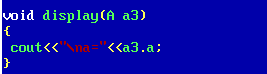 void display(A a3)
{
cout<<"\na="<<a3.a;
}